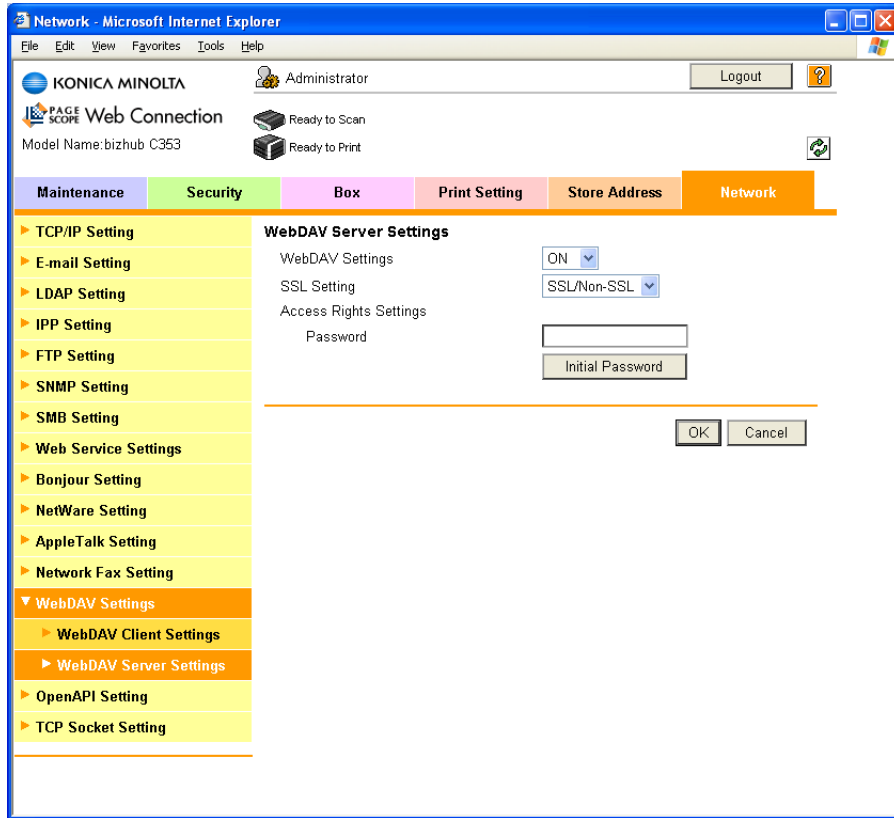 Network - Microsoft Internet Explorer
File Edit View Favorites Tools Help
KONICA MINOLTA
Administrator
Logout
?
PAGE SCOPE Web Connection
Ready to Scan
Model Name:bizhub C353
Ready to Print
Maintenance Security Box Print Setting Store Address Network
TCP/IP Setting
E-mail Setting
LDAP Setting
IPP Setting
FTP Setting
SNMP Setting
SMB Setting
Web Service Settings
Bonjour Setting
NetWare Setting
AppleTalk Setting
Network Fax Setting
WebDAV Settings
WebDAV Client Settings
WebDAV Server Settings
OpenAPI Setting
TCP Socket Setting
WebDAV Server Settings
WebDAV Settings ON
SSL Setting SSL/Non-SSL
Access Rights Settings
Password
Initial Password
OK Cancel